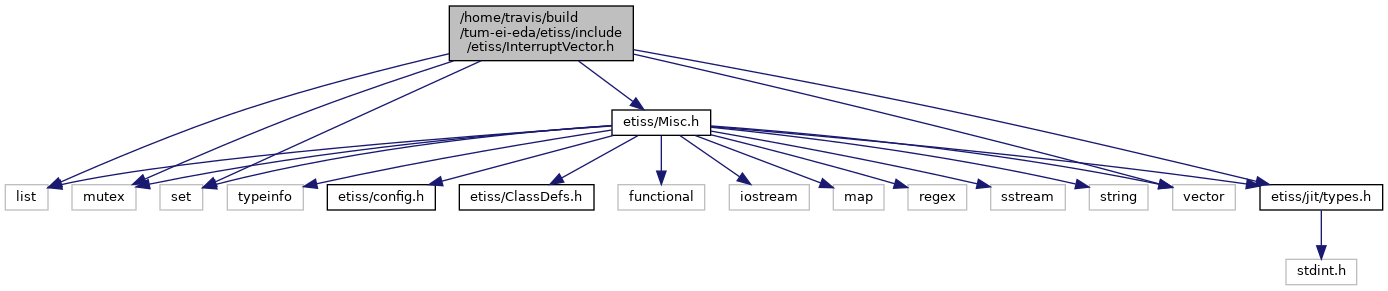 /home/travis/build
/tum-ei-eda/etiss/include
/etiss/InterruptVector.h
etiss/Misc.h
list
mutex
set
typeinfo
etiss/config.h
etiss/ClassDefs.h
functional
iostream
map
regex
sstream
string
vector
etiss/jit/types.h
stdint.h